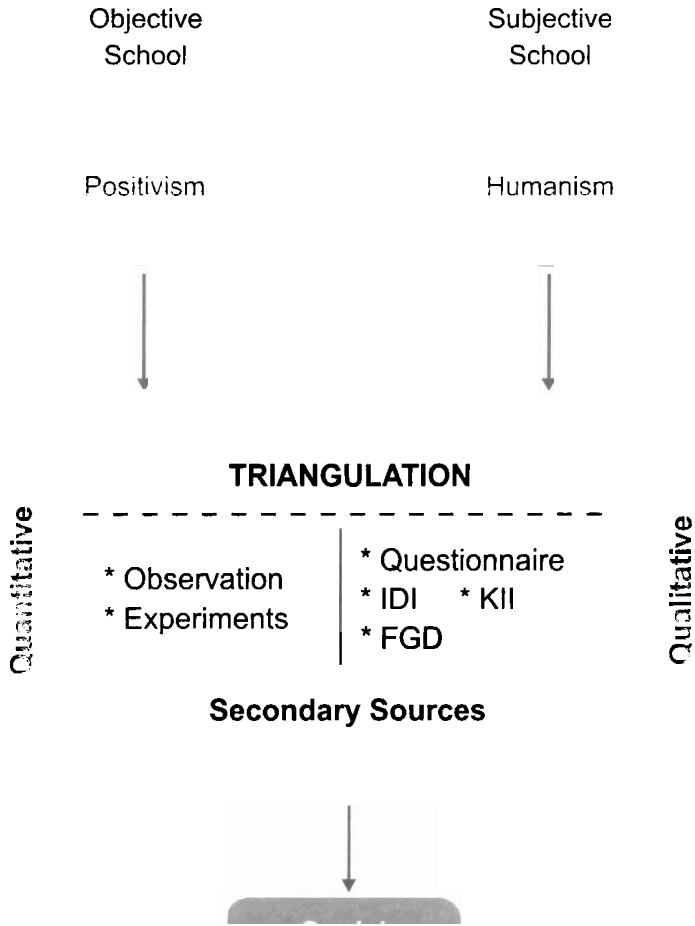 Objective
School
Subjective
School
Positivism
Humanism
TRIANGULATION
Quantitative
* Observation
* Experiments
* Questionnaire
* IDI * KII
* FGD
Qualitative
Secondary Sources